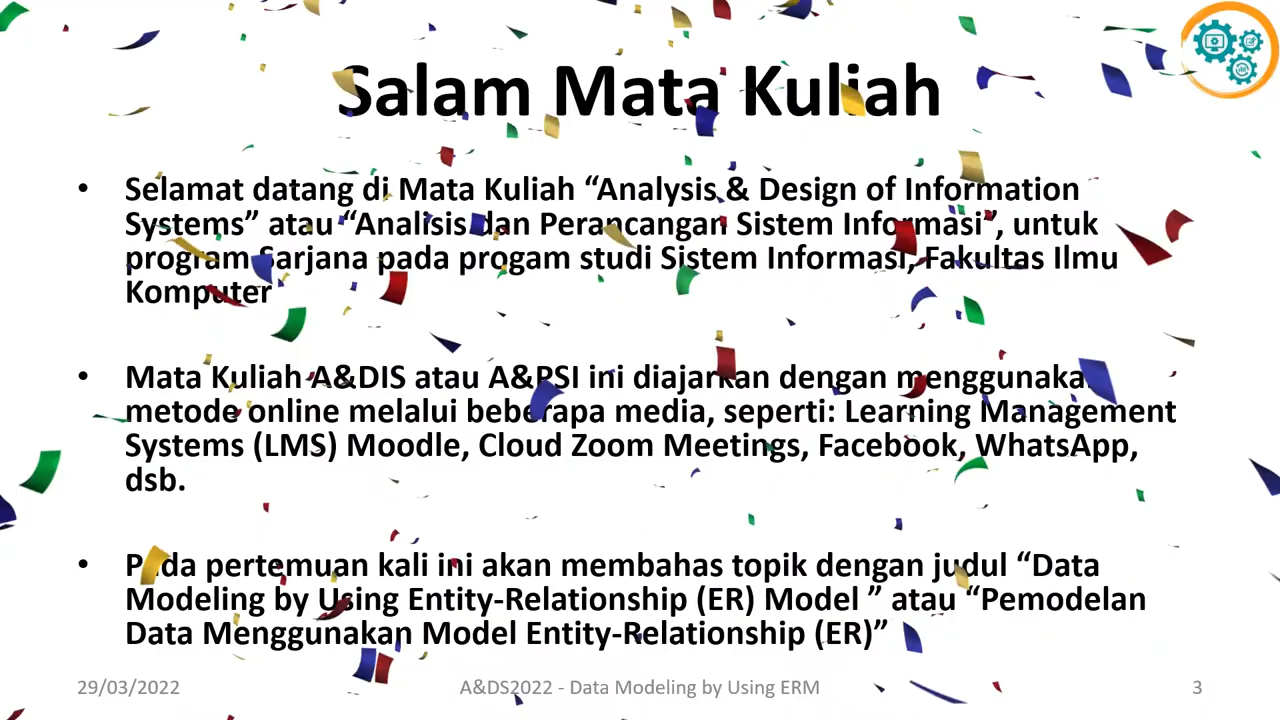 Salam Mata Kuliah
• Selamat datang di Mata Kuliah “Analysis & Design of Information
Systems” atau “Analisis dan Perancangan Sistem Informasi”, untuk
program Sarjana pada progam studi Sistem Informasi, Fakultas Ilmu
Komputer
• Mata Kuliah A&DIS atau A&PSI ini diajarkan dengan menggunakan
metode online melalui beberapa media, seperti: Learning Management
Systems (LMS) Moodle, Cloud Zoom Meetings, Facebook, WhatsApp,
dsb.
• Pada pertemuan kali ini akan membahas topik dengan judul “Data
Modeling by Using Entity-Relationship (ER) Model ” atau “Pemodelan
Data Menggunakan Model Entity-Relationship (ER)”
29/03/2022
A&DS2022 - Data Modeling by Using ERM
3